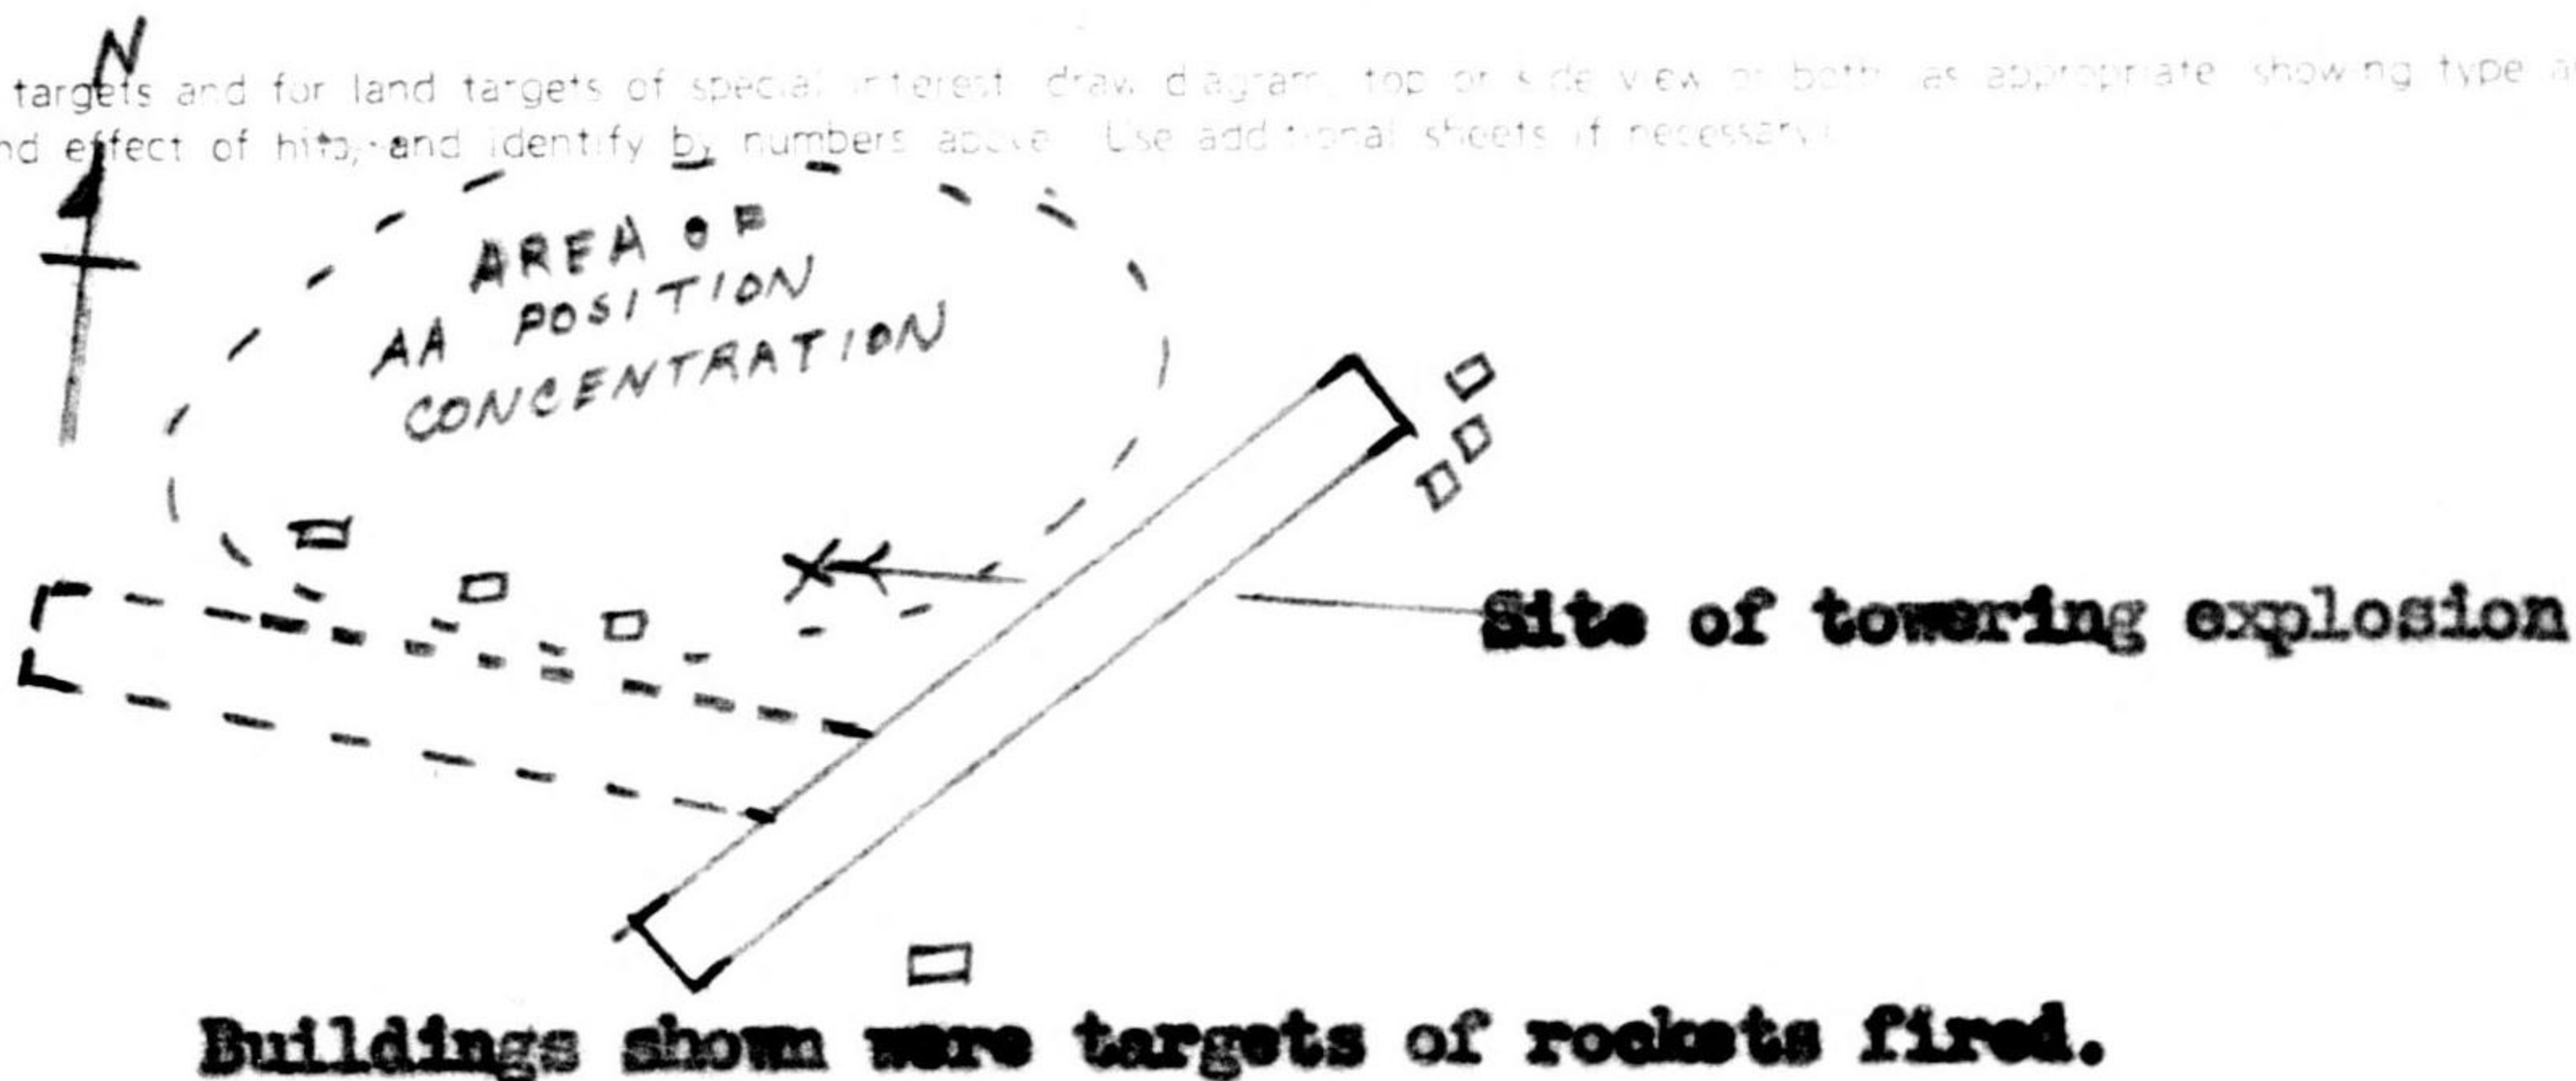 N
targets and for land targets of special interest draw diagram, top or side view or both as appropriate showing type
effect of hits, and identify by numbers above Use additional sheets if necessary
AREA OF
AA POSITION
CONCENTRATION
Site of towering explosion
Buildings shown were targets of rockets fired.